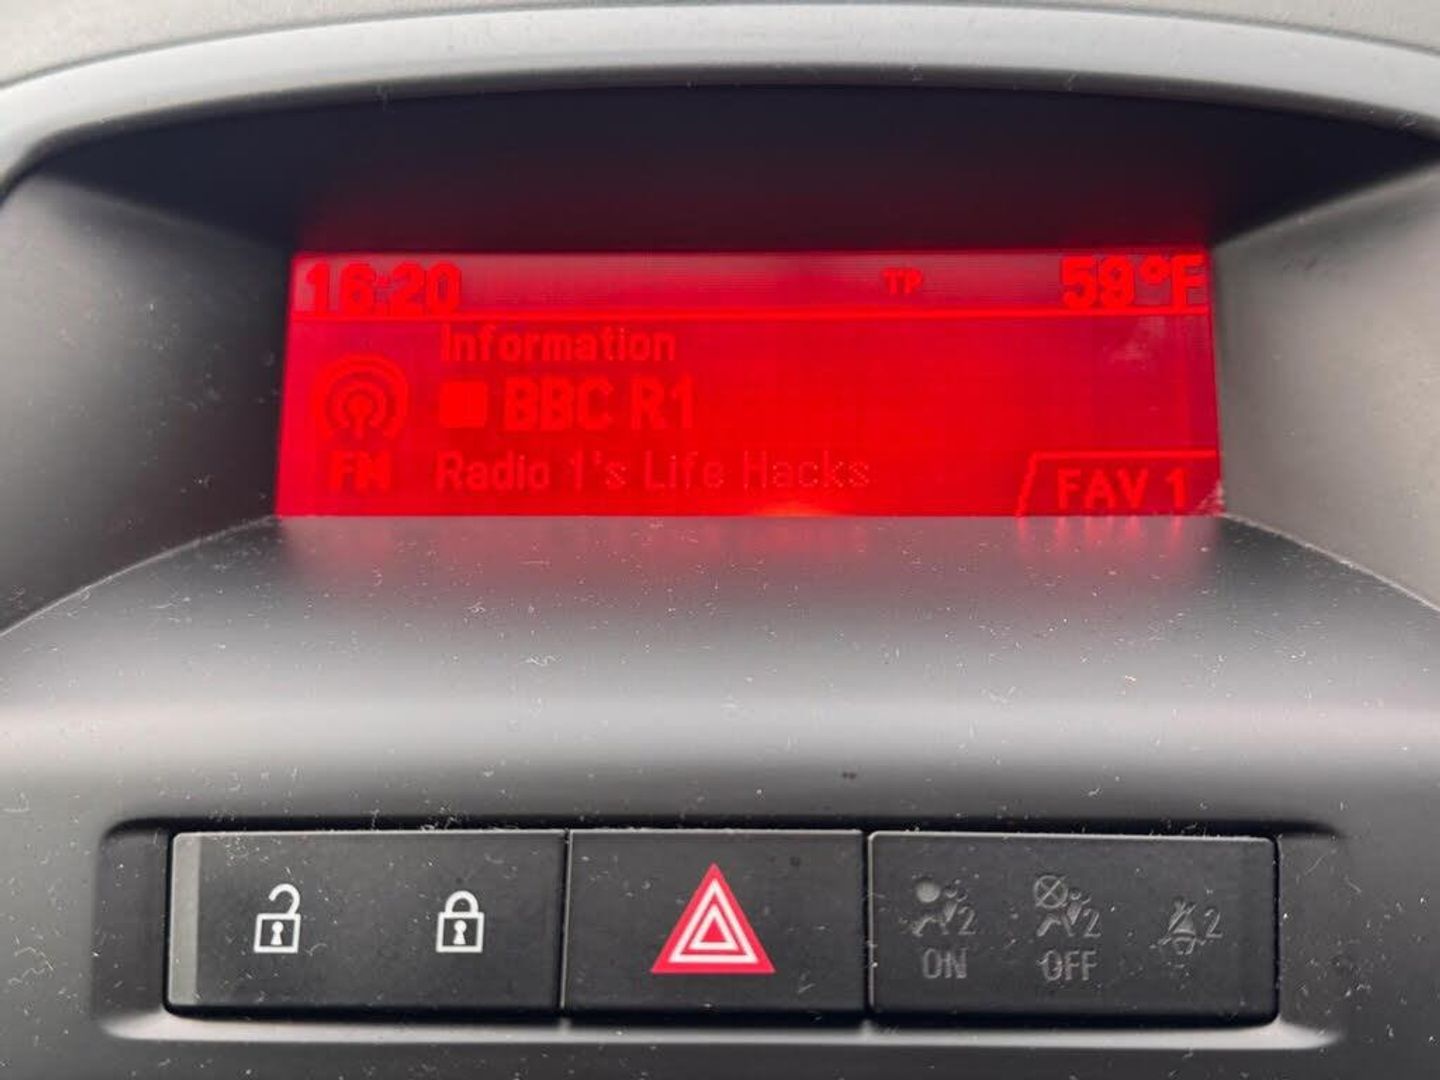 16:20 TP 59°F
Information
BBC R1
FM Radio 1's Life Hacks FAV 1
2 2 2
ON OFF